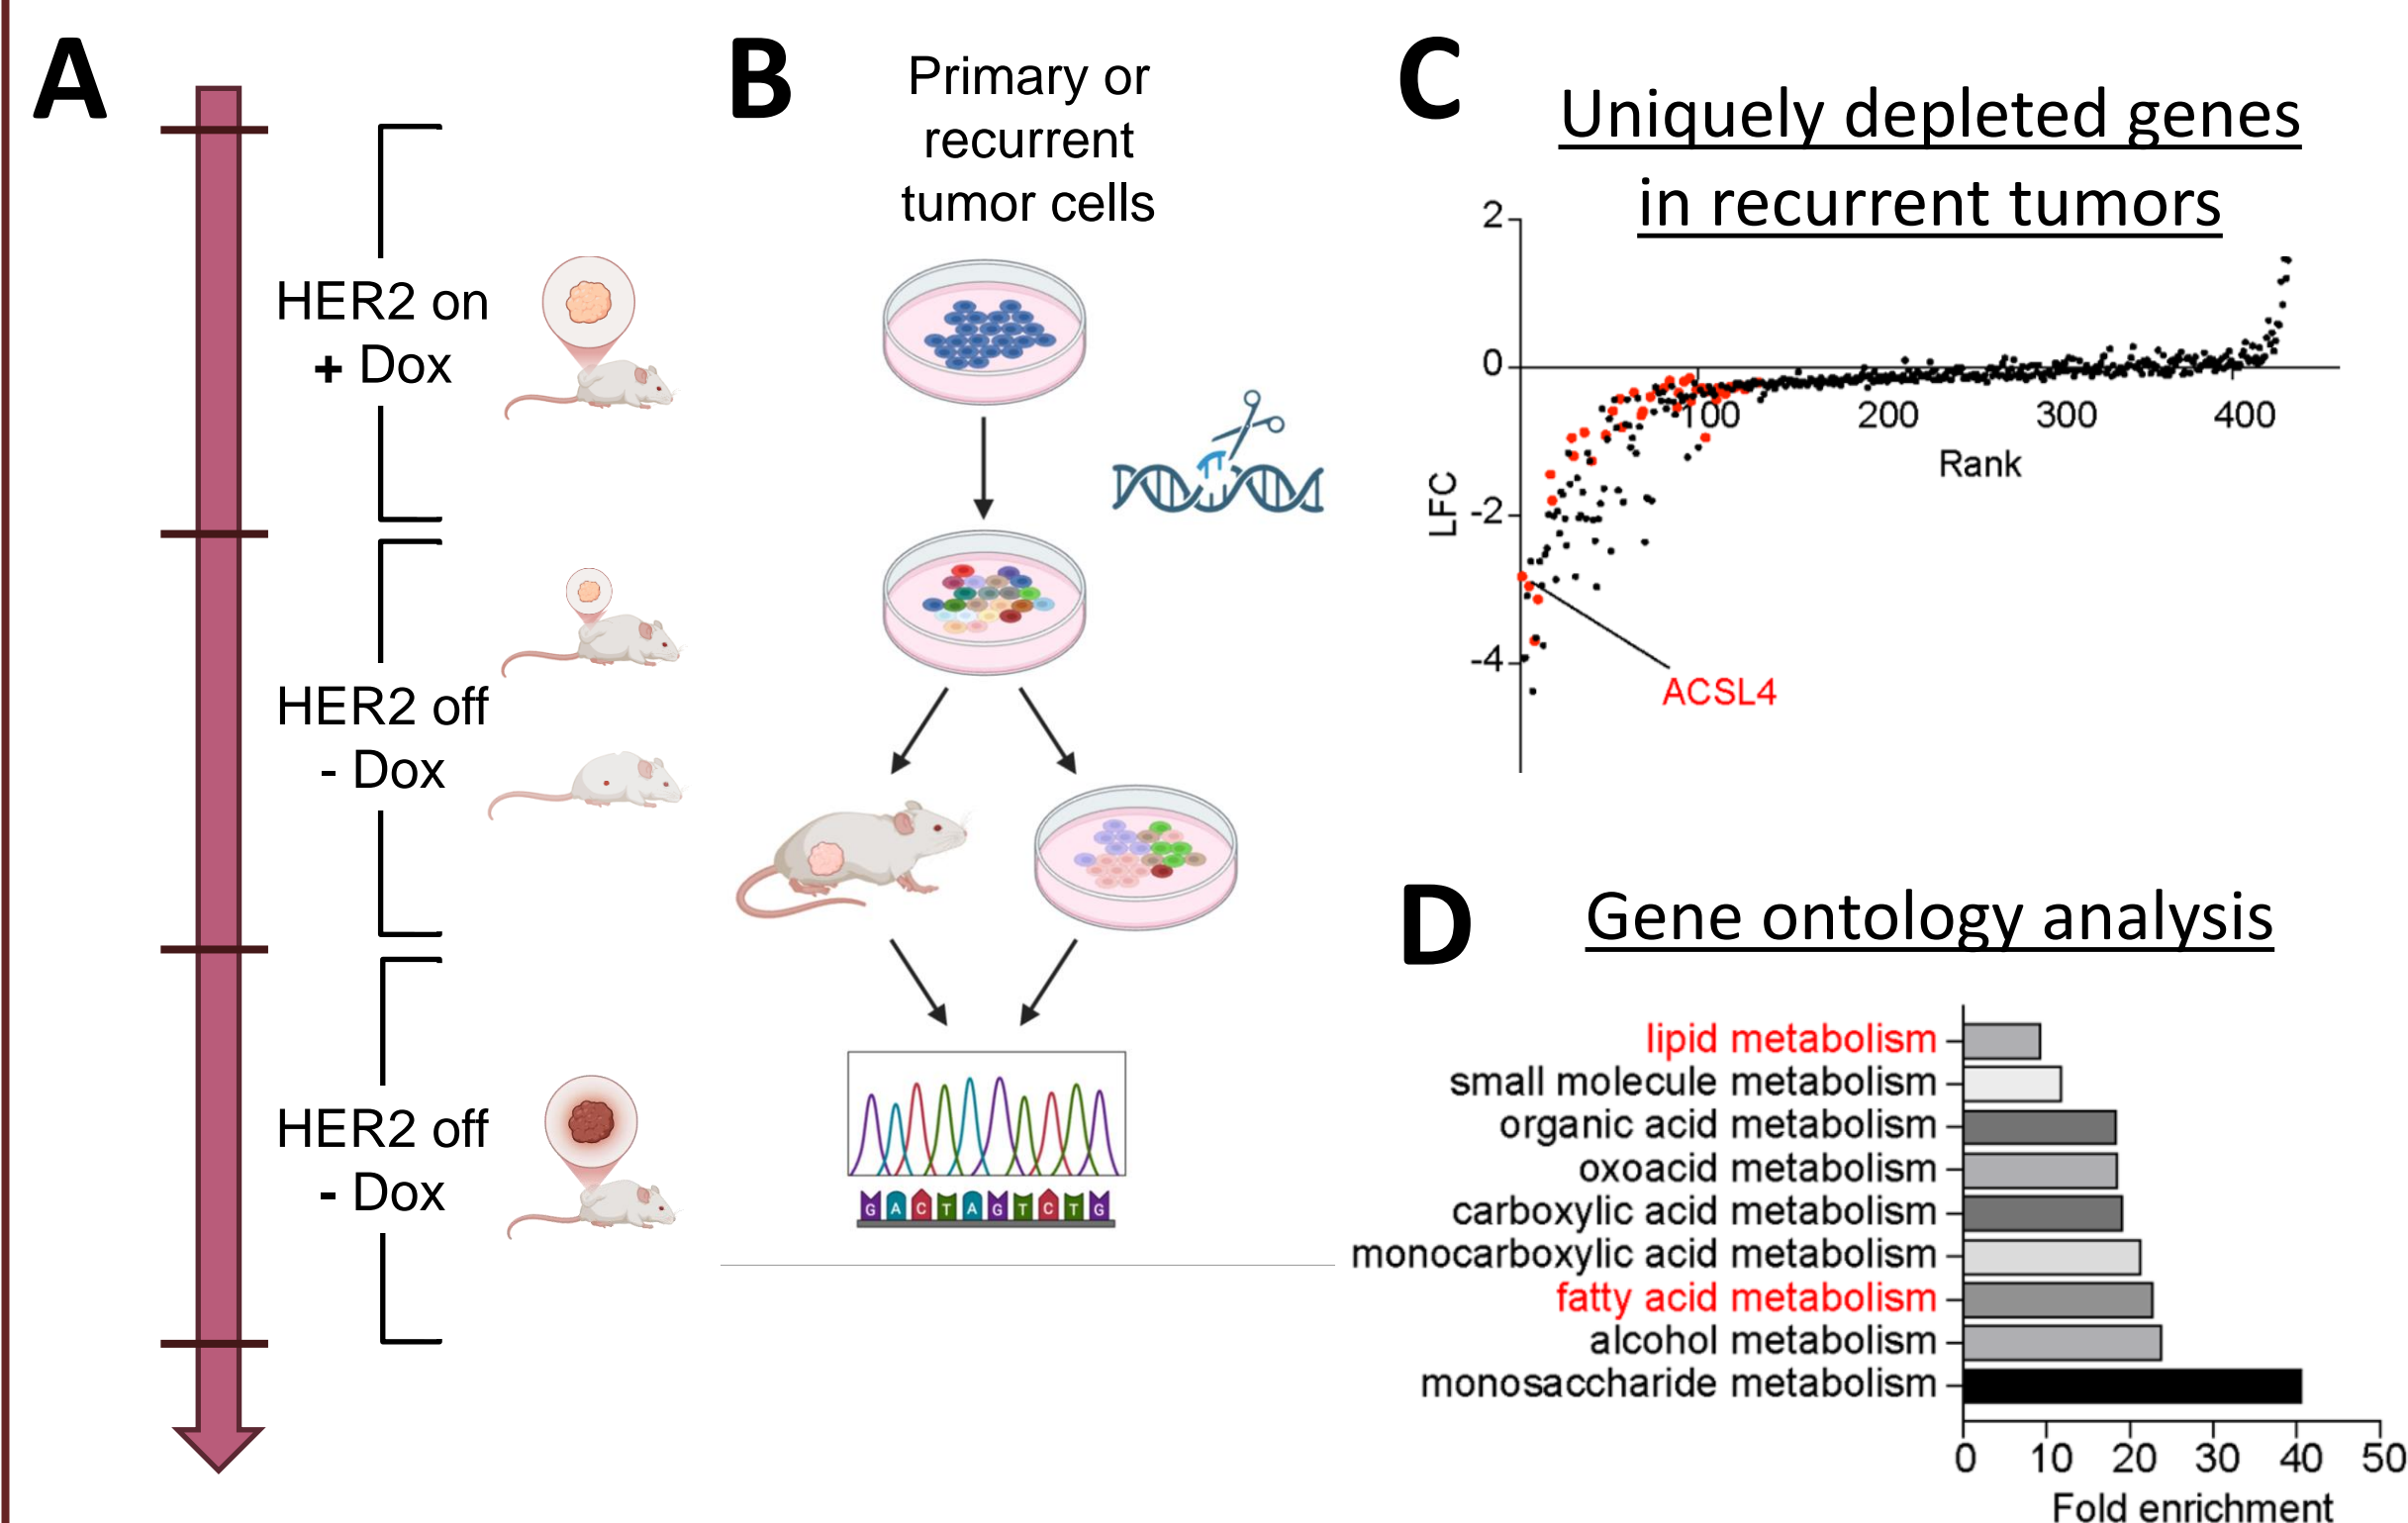 A
HER2 on
+ Dox
HER2 off
- Dox
HER2 off
- Dox
B
Primary or
recurrent
tumor cells
G A C T A G T C T G
C
Uniquely depleted genes
in recurrent tumors
2
0
-2
-4
LFC
100 200 300 400
Rank
ACSL4
D
Gene ontology analysis
lipid metabolism
small molecule metabolism
organic acid metabolism
oxoacid metabolism
carboxylic acid metabolism
monocarboxylic acid metabolism
fatty acid metabolism
alcohol metabolism
monosaccharide metabolism
0 10 20 30 40 50
Fold enrichment